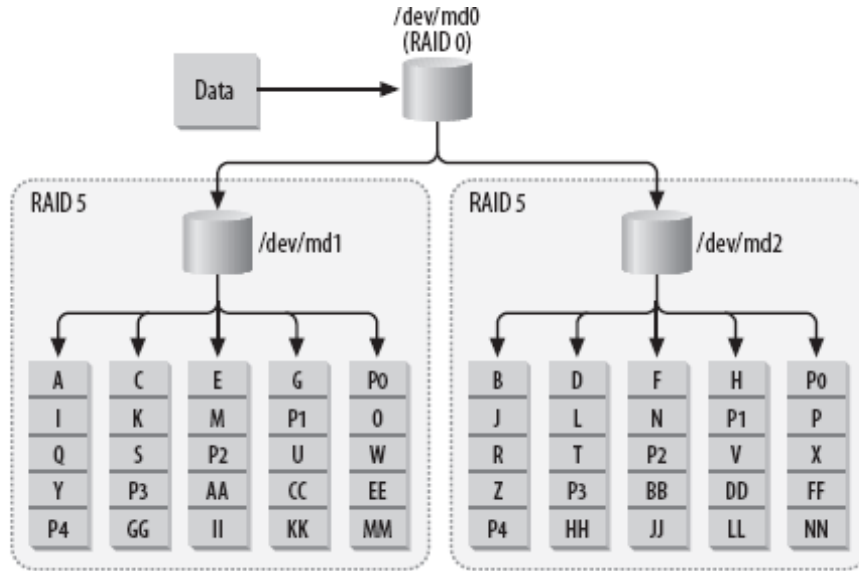 /dev/md0
(RAID 0)
Data
RAID 5
/dev/md1
A C E G P0
I K M P1 O
Q S P2 U W
Y P3 AA CC EE
P4 GG II KK MM
RAID 5
/dev/md2
B D F H P0
J L N P1 P
R T P2 V X
Z P3 BB DD FF
P4 HH JJ LL NN